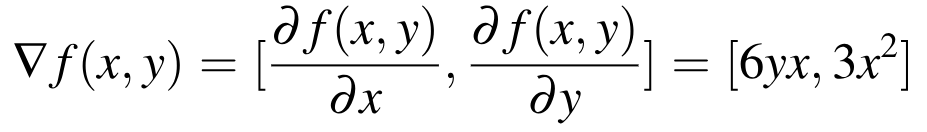 ∇f(x, y) = [∂f(x, y)/∂x, ∂f(x, y)/∂y] = [6yx, 3x²]